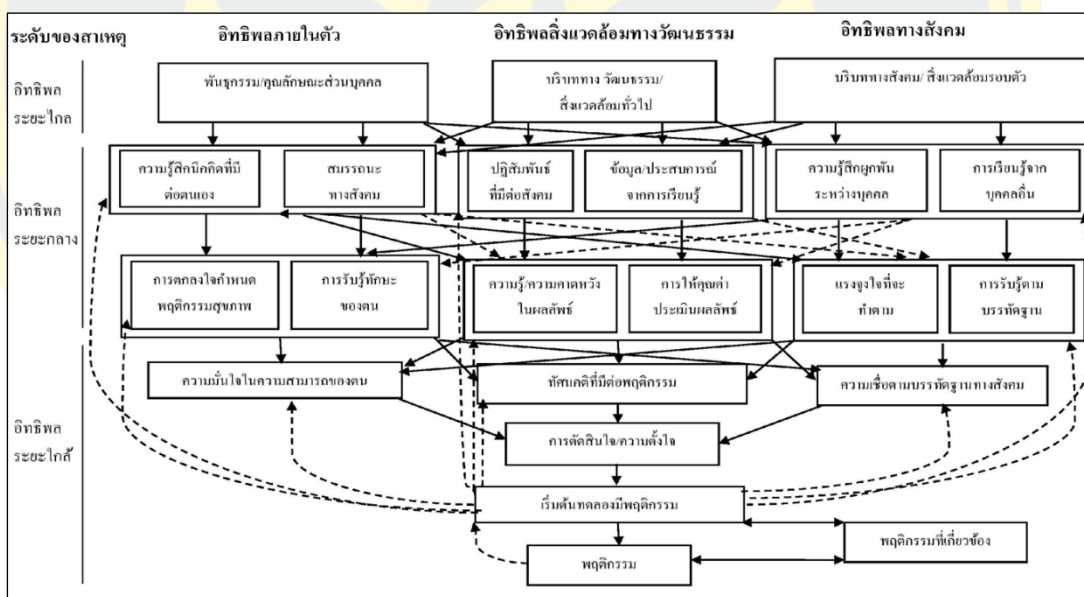 ระดับของสาเหตุ
อิทธิพลภายในตัว
อิทธิพลสิ่งแวดล้อมทางวัฒนธรรม
อิทธิพลทางสังคม
อิทธิพล
ระยะไกล
พันธุกรรม/คุณลักษณะส่วนบุคคล
บริบททาง วัฒนธรรม/
สิ่งแวดล้อมทั่วไป
บริบททางสังคม/ สิ่งแวดล้อมรอบตัว
อิทธิพล
ระยะกลาง
ความรู้สึกนึกคิดที่มี
ต่อตนเอง
สมรรถนะ
ทางสังคม
ปฏิสัมพันธ์
ที่มีต่อสังคม
ข้อมูล/ประสบการณ์
จากการเรียนรู้
ความรู้สึกผูกพัน
ระหว่างบุคคล
การเรียนรู้จาก
บุคคลอื่น
การตกลงใจกำหนด
พฤติกรรมสุขภาพ
การรับรู้ทักษะ
ของตน
ความรู้/ความคาดหวัง
ในผลลัพธ์
การให้คุณค่า
ประเมินผลลัพธ์
แรงจูงใจที่จะ
ทำตาม
การรับรู้ตาม
บรรทัดฐาน
อิทธิพล
ระยะใกล้
ความมั่นใจในความสามารถของตน
ทัศนคติที่มีต่อพฤติกรรม
ความเชื่อตามบรรทัดฐานทางสังคม
การตัดสินใจ/ความตั้งใจ
เริ่มต้นทดลองมีพฤติกรรม
พฤติกรรมที่เกี่ยวข้อง
พฤติกรรม